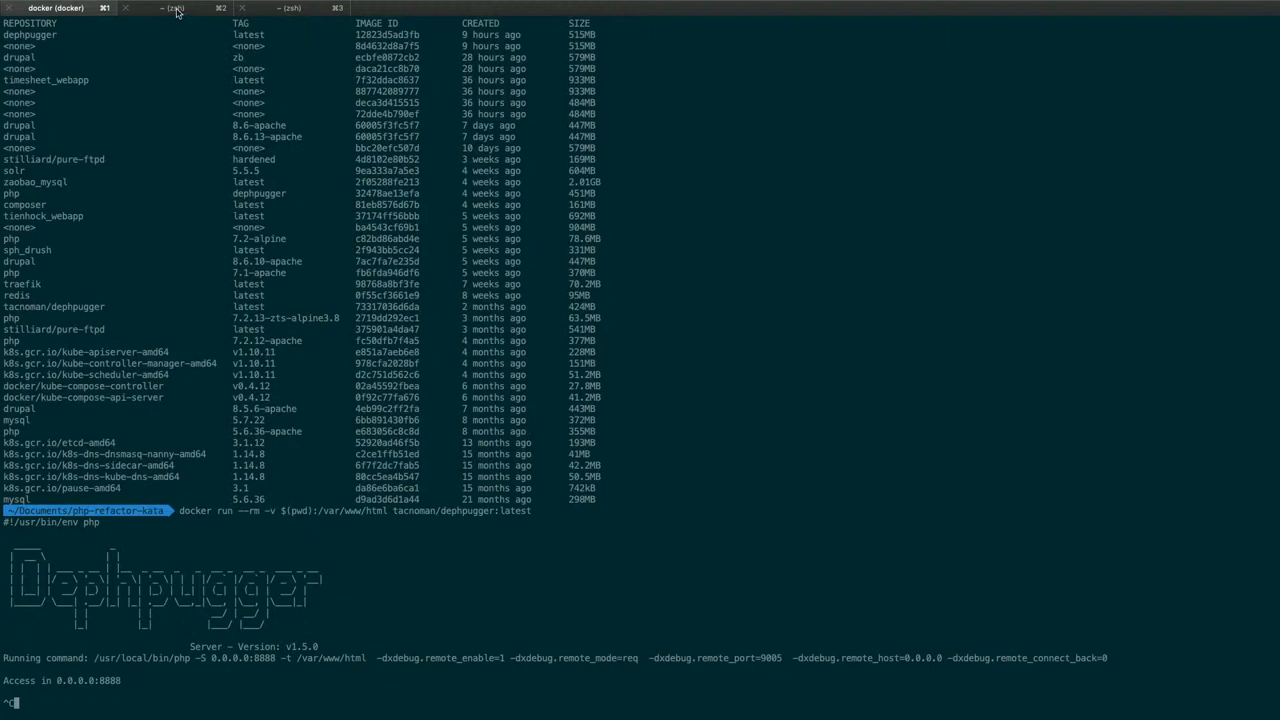 docker (docker) ⌘1 ~ (zsh) ⌘2 ~ (zsh) ⌘3
REPOSITORY TAG IMAGE ID CREATED SIZE
dephpugger latest 12823d5ad3fb 9 hours ago 515MB
<none> <none> 8d4632d8a7f5 9 hours ago 515MB
drupal zb ecbfe0872cb2 28 hours ago 579MB
<none> <none> daca21cc8b70 28 hours ago 579MB
timesheet_webapp latest 7f32ddac8637 36 hours ago 933MB
<none> <none> 887742089777 36 hours ago 933MB
<none> <none> deca3d415515 36 hours ago 484MB
<none> <none> 72dde4b790ef 36 hours ago 484MB
drupal 8.6-apache 60005f3fc5f7 7 days ago 447MB
drupal 8.6.13-apache 60005f3fc5f7 7 days ago 447MB
<none> <none> bbc20efc507d 10 days ago 579MB
stilliard/pure-ftpd hardened 4d8102e80b52 3 weeks ago 169MB
solr 5.5.5 9ea333a7a5e3 4 weeks ago 604MB
zaobao_mysql latest 2f05288fe213 4 weeks ago 2.01GB
php dephpugger 32478ae13efa 4 weeks ago 451MB
composer latest 81eb8576d67b 4 weeks ago 161MB
tienhock_webapp latest 37174ff56bbb 5 weeks ago 692MB
<none> <none> ba4543cf69b1 5 weeks ago 904MB
php 7.2-alpine c82bd86abd4e 5 weeks ago 78.6MB
sph_drush latest 2f943bb5cc24 5 weeks ago 331MB
drupal 8.6.10-apache 7ac7fa7e235d 5 weeks ago 447MB
php 7.1-apache fb6fda946df6 5 weeks ago 370MB
traefik latest 98768a8bf3fe 7 weeks ago 70.2MB
redis latest 0f55cf3661e9 8 weeks ago 95MB
tacnoman/dephpugger latest 73317036d6da 2 months ago 424MB
php 7.2.13-zts-alpine3.8 2719dd292ec1 3 months ago 63.5MB
stilliard/pure-ftpd latest 375901a4da47 3 months ago 541MB
php 7.2.12-apache fc50dfb7f4a5 4 months ago 377MB
k8s.gcr.io/kube-apiserver-amd64 v1.10.11 e851a7aeb6e8 4 months ago 228MB
k8s.gcr.io/kube-controller-manager-amd64 v1.10.11 978cfa2028bf 4 months ago 151MB
k8s.gcr.io/kube-scheduler-amd64 v1.10.11 d2c751d562c6 4 months ago 51.2MB
docker/kube-compose-controller v0.4.12 02a45592fbea 6 months ago 27.8MB
docker/kube-compose-api-server v0.4.12 0f92c77fa676 6 months ago 41.2MB
drupal 8.5.6-apache 4eb99c2ff2fa 7 months ago 443MB
mysql 5.7.22 6bb891430fb6 8 months ago 372MB
php 5.6.36-apache e683056c8c8d 8 months ago 355MB
k8s.gcr.io/etcd-amd64 3.1.12 52920ad46f5b 13 months ago 193MB
k8s.gcr.io/k8s-dns-dnsmasq-nanny-amd64 1.14.8 c2ce1ffb51ed 15 months ago 41MB
k8s.gcr.io/k8s-dns-sidecar-amd64 1.14.8 6f7f2dc7fab5 15 months ago 42.2MB
k8s.gcr.io/k8s-dns-kube-dns-amd64 1.14.8 80cc5ea4b547 15 months ago 50.5MB
k8s.gcr.io/pause-amd64 3.1 da86e6ba6ca1 15 months ago 742kB
mysql 5.6.36 d9ad3d6d1a44 21 months ago 298MB
~/Documents/php-refactor-kata docker run --rm -v $(pwd):/var/www/html tacnoman/dephpugger:latest
#!/usr/bin/env php
Dephpugger
Server - Version: v1.5.0
Running command: /usr/local/bin/php -S 0.0.0.0:8888 -t /var/www/html -dxdebug.remote_enable=1 -dxdebug.remote_mode=req -dxdebug.remote_port=9005 -dxdebug.remote_host=0.0.0.0 -dxdebug.remote_connect_back=0
Access in 0.0.0.0:8888
^C